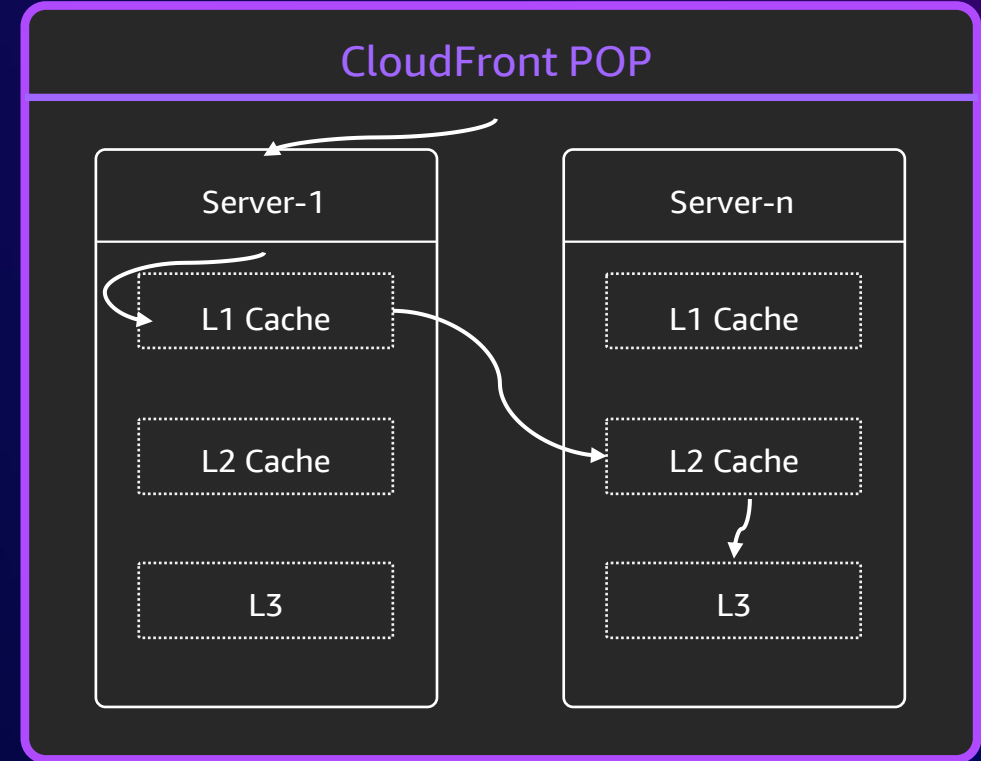 CloudFront POP
Server-1
L1 Cache
L2 Cache
L3
Server-n
L1 Cache
L2 Cache
L3